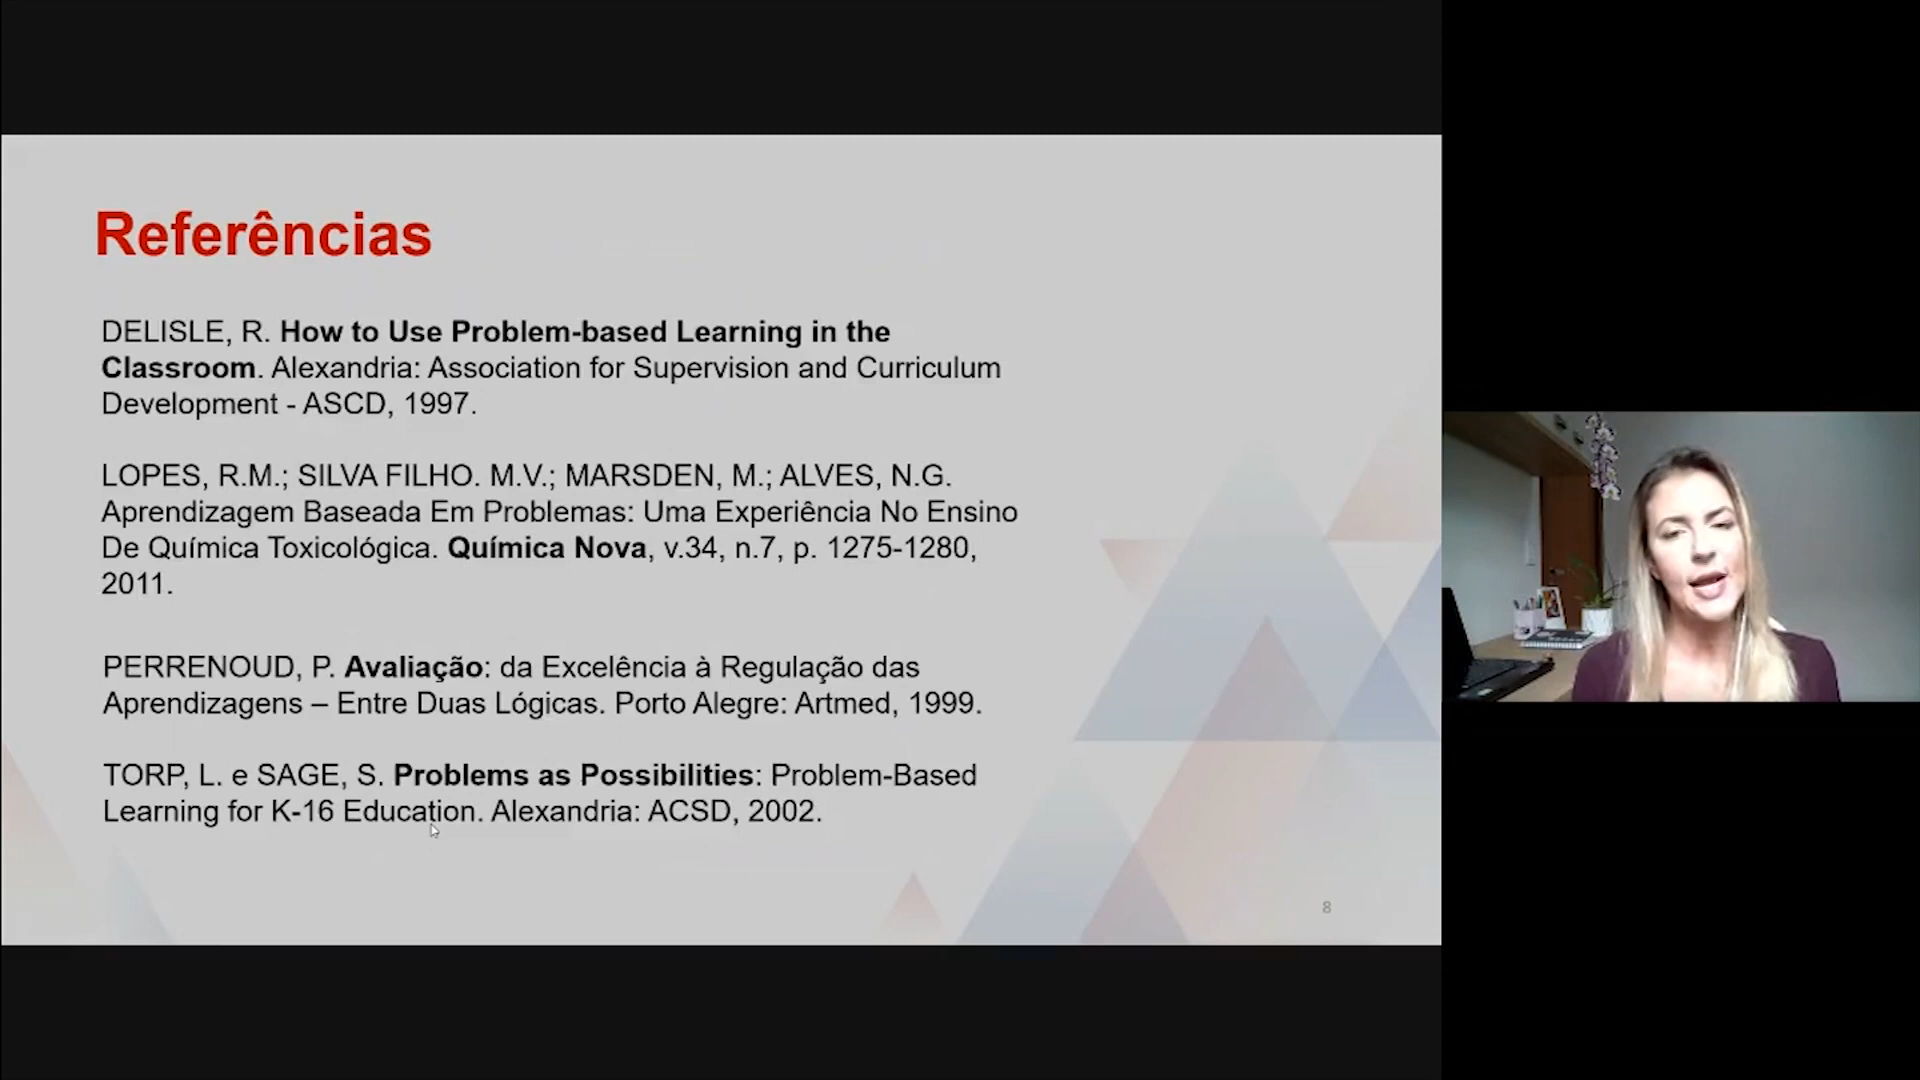 Referências
DELISLE, R. How to Use Problem-based Learning in the
Classroom. Alexandria: Association for Supervision and Curriculum
Development - ASCD, 1997.
LOPES, R.M.; SILVA FILHO. M.V.; MARSDEN, M.; ALVES, N.G.
Aprendizagem Baseada Em Problemas: Uma Experiência No Ensino
De Química Toxicológica. Química Nova, v.34, n.7, p. 1275-1280,
2011.
PERRENOUD, P. Avaliação: da Excelência à Regulação das
Aprendizagens – Entre Duas Lógicas. Porto Alegre: Artmed, 1999.
TORP, L. e SAGE, S. Problems as Possibilities: Problem-Based
Learning for K-16 Education. Alexandria: ACSD, 2002.
8